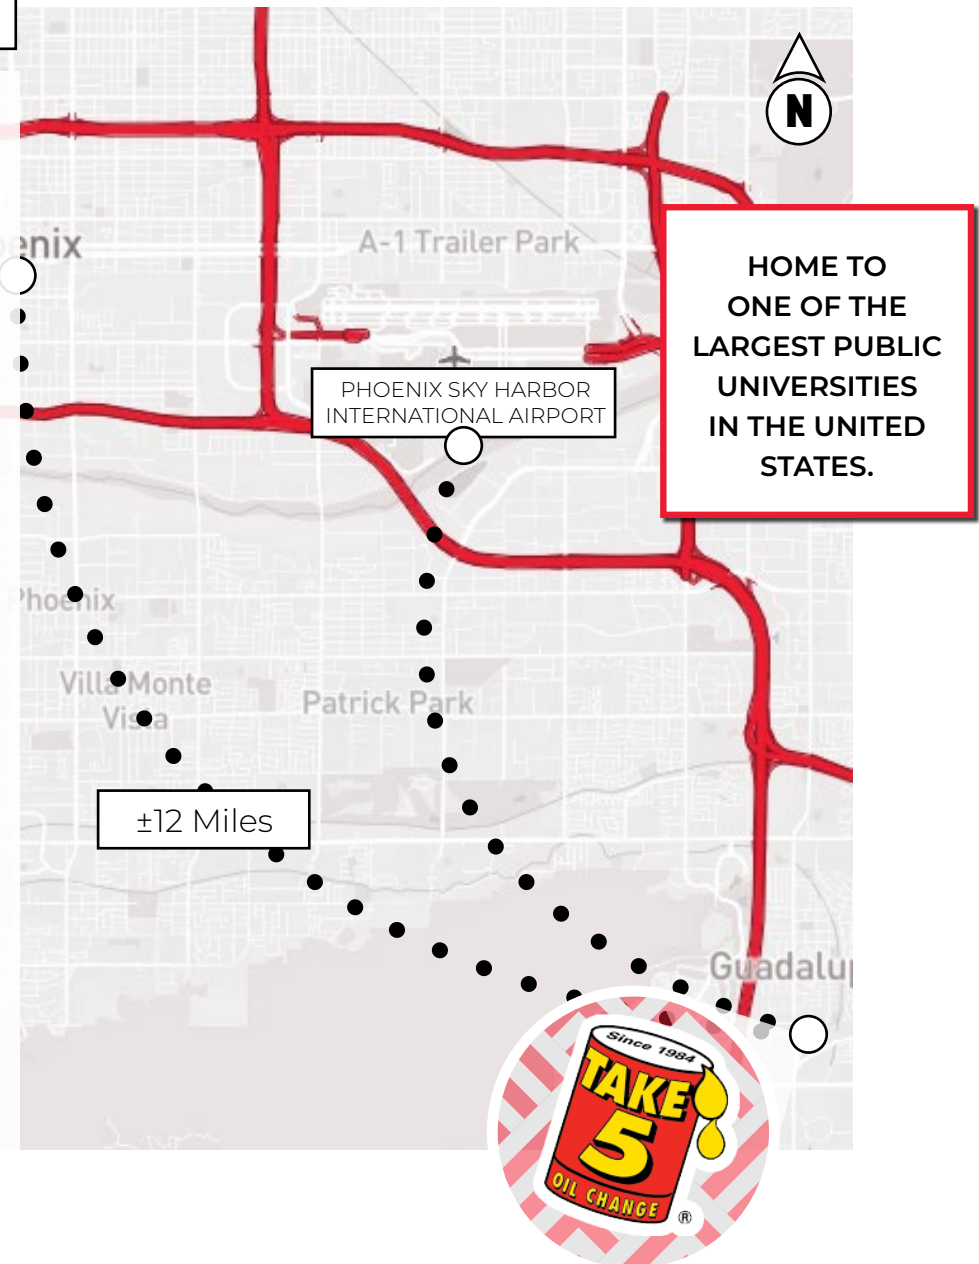 N
enix
A-1 Trailer Park
HOME TO
ONE OF THE
LARGEST PUBLIC
UNIVERSITIES
IN THE UNITED
STATES.
PHOENIX SKY HARBOR
INTERNATIONAL AIRPORT
Phoenix
Villa Monte
Vista
Patrick Park
±12 Miles
Guadalup
Since 1984
TAKE
5
OIL CHANGE
®